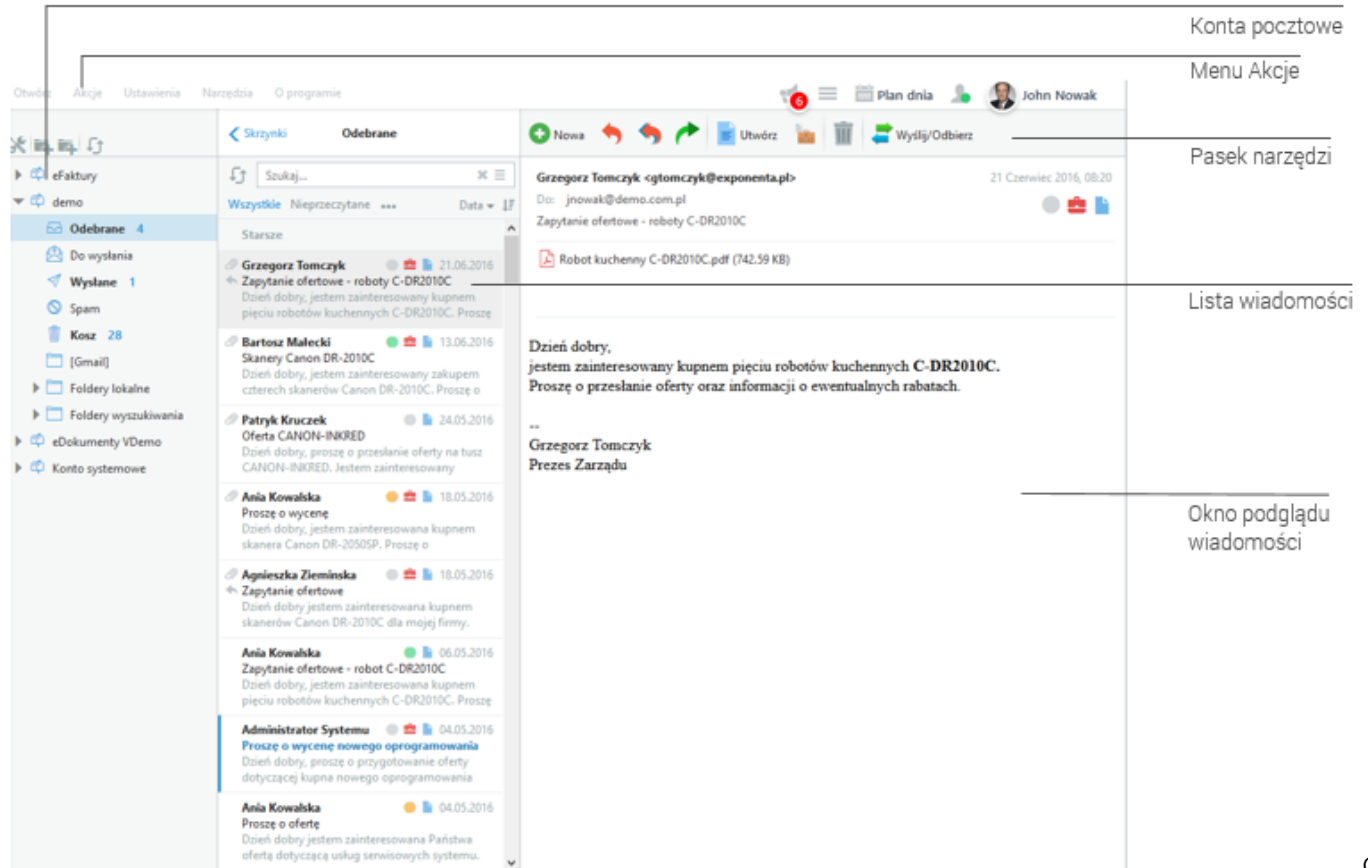 Konta pocztowe
Menu Akcje
Otwórz Akcje Ustawienia Narzędzia O programie
6 Plan dnia John Nowak
Skrzynki Odebrane
Nowa Utwórz Wyślij/Odbierz
Pasek narzędzi
eFaktury
demo
Odebrane 4
Do wysłania
Wysłane 1
Spam
Kosz 28
[Gmail]
Foldery lokalne
Foldery wyszukiwania
eDokumenty VDemo
Konto systemowe
Szukaj...
Wszystkie Nieprzeczytane ••• Data
Starsze
Grzegorz Tomczyk 21.06.2016
Zapytanie ofertowe - roboty C-DR2010C
Dzień dobry, jestem zainteresowany kupnem
pięciu robotów kuchennych C-DR2010C. Proszę
Bartosz Małecki 13.06.2016
Skanery Canon DR-2010C
Dzień dobry, jestem zainteresowany zakupem
czterech skanerów Canon DR-2010C. Proszę o
Patryk Kruczek 24.05.2016
Oferta CANON-INKRED
Dzień dobry, proszę o przesłanie oferty na tusz
CANON-INKRED. Jestem zainteresowany
Ania Kowalska 18.05.2016
Proszę o wycenę
Dzień dobry, jestem zainteresowana kupnem
skanera Canon DR-2050SP. Proszę o
Agnieszka Zieminska 18.05.2016
Zapytanie ofertowe
Dzień dobry jestem zainteresowana kupnem
skanerów Canon DR-2010C dla mojej firmy.
Ania Kowalska 06.05.2016
Zapytanie ofertowe - robot C-DR2010C
Dzień dobry, jestem zainteresowana kupnem
pięciu robotów kuchennych C-DR2010C. Proszę
Administrator Systemu 04.05.2016
Proszę o wycenę nowego oprogramowania
Dzień dobry, proszę o przygotowanie oferty
dotyczącej kupna nowego oprogramowania
Ania Kowalska 04.05.2016
Proszę o ofertę
Dzień dobry jestem zainteresowana Państwa
ofertą dotyczącą usług serwisowych systemu.
Grzegorz Tomczyk <gtomczyk@exponenta.pl> 21 Czerwiec 2016, 08:20
Do: jnowak@demo.com.pl
Zapytanie ofertowe - roboty C-DR2010C
Robot kuchenny C-DR2010C.pdf (742.59 KB)
Lista wiadomości
Dzień dobry,
jestem zainteresowany kupnem pięciu robotów kuchennych C-DR2010C.
Proszę o przesłanie oferty oraz informacji o ewentualnych rabatach.
--
Grzegorz Tomczyk
Prezes Zarządu
Okno podglądu
wiadomości